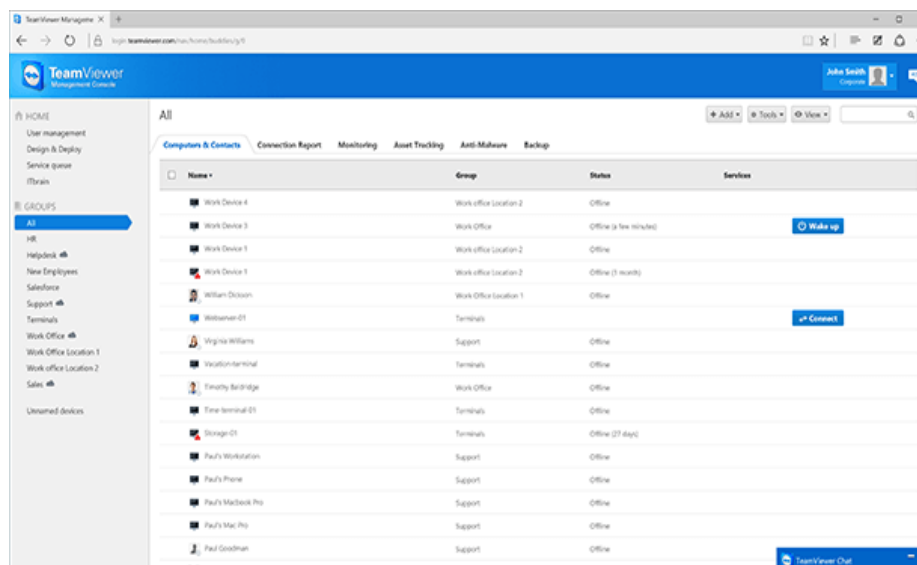 TeamViewer Manageme
login.teamviewer.com/nav/home/buddies/g/0
TeamViewer
Management Console
John Smith
Corporate
HOME
User management
Design & Deploy
Service queue
ITbrain
GROUPS
All
HR
Helpdesk
New Employees
Salesforce
Support
Terminals
Work Office
Work Office Location 1
Work office Location 2
Sales
Unnamed devices
All
Add
Tools
View
Computers & Contacts Connection Report Monitoring Asset Tracking Anti-Malware Backup
Name Group Status Services
Work Device 4 Work office Location 2 Offline
Work Device 3 Work Office Offline (a few minutes) Wake up
Work Device 1 Work office Location 2 Offline
Work Device 1 Work office Location 2 Offline (1 month)
William Dickson Work Office Location 1 Offline
Webserver-01 Terminals Connect
Virginia Williams Support Offline
Vacation-terminal Terminals Offline
Timothy Baldridge Work Office Offline
Time-terminal-01 Terminals Offline
Storage-01 Terminals Offline (27 days)
Paul's Workstation Support Offline
Paul's Phone Support Offline
Paul's Macbook Pro Support Offline
Paul's Mac Pro Support Offline
Paul Goodman Support Offline
TeamViewer Chat